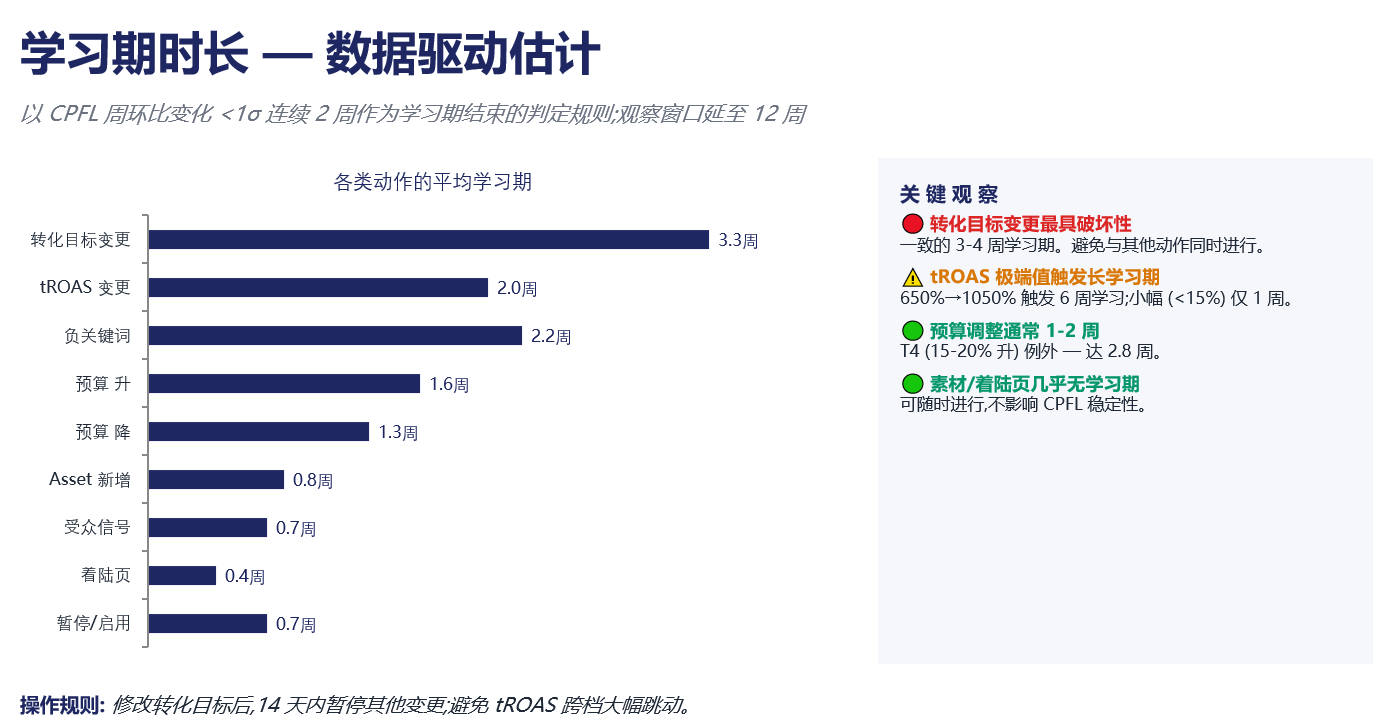 学习期时长 — 数据驱动估计
以 CPFL 周环比变化 <1σ 连续 2 周作为学习期结束的判定规则;观察窗口延至 12 周
各类动作的平均学习期
转化目标变更 3.3周
tROAS 变更 2.0周
负关键词 2.2周
预算 升 1.6周
预算 降 1.3周
Asset 新增 0.8周
受众信号 0.7周
着陆页 0.4周
暂停/启用 0.7周
关键观察
🔴 转化目标变更最具破坏性
一致的 3-4 周学习期。避免与其他动作同时进行。
⚠ tROAS 极端值触发长学习期
650%→1050% 触发 6 周学习;小幅 (<15%) 仅 1 周。
🟢 预算调整通常 1-2 周
T4 (15-20% 升) 例外 — 达 2.8 周。
🟢 素材/着陆页几乎无学习期
可随时进行,不影响 CPFL 稳定性。
操作规则: 修改转化目标后,14 天内暂停其他变更;避免 tROAS 跨档大幅跳动。